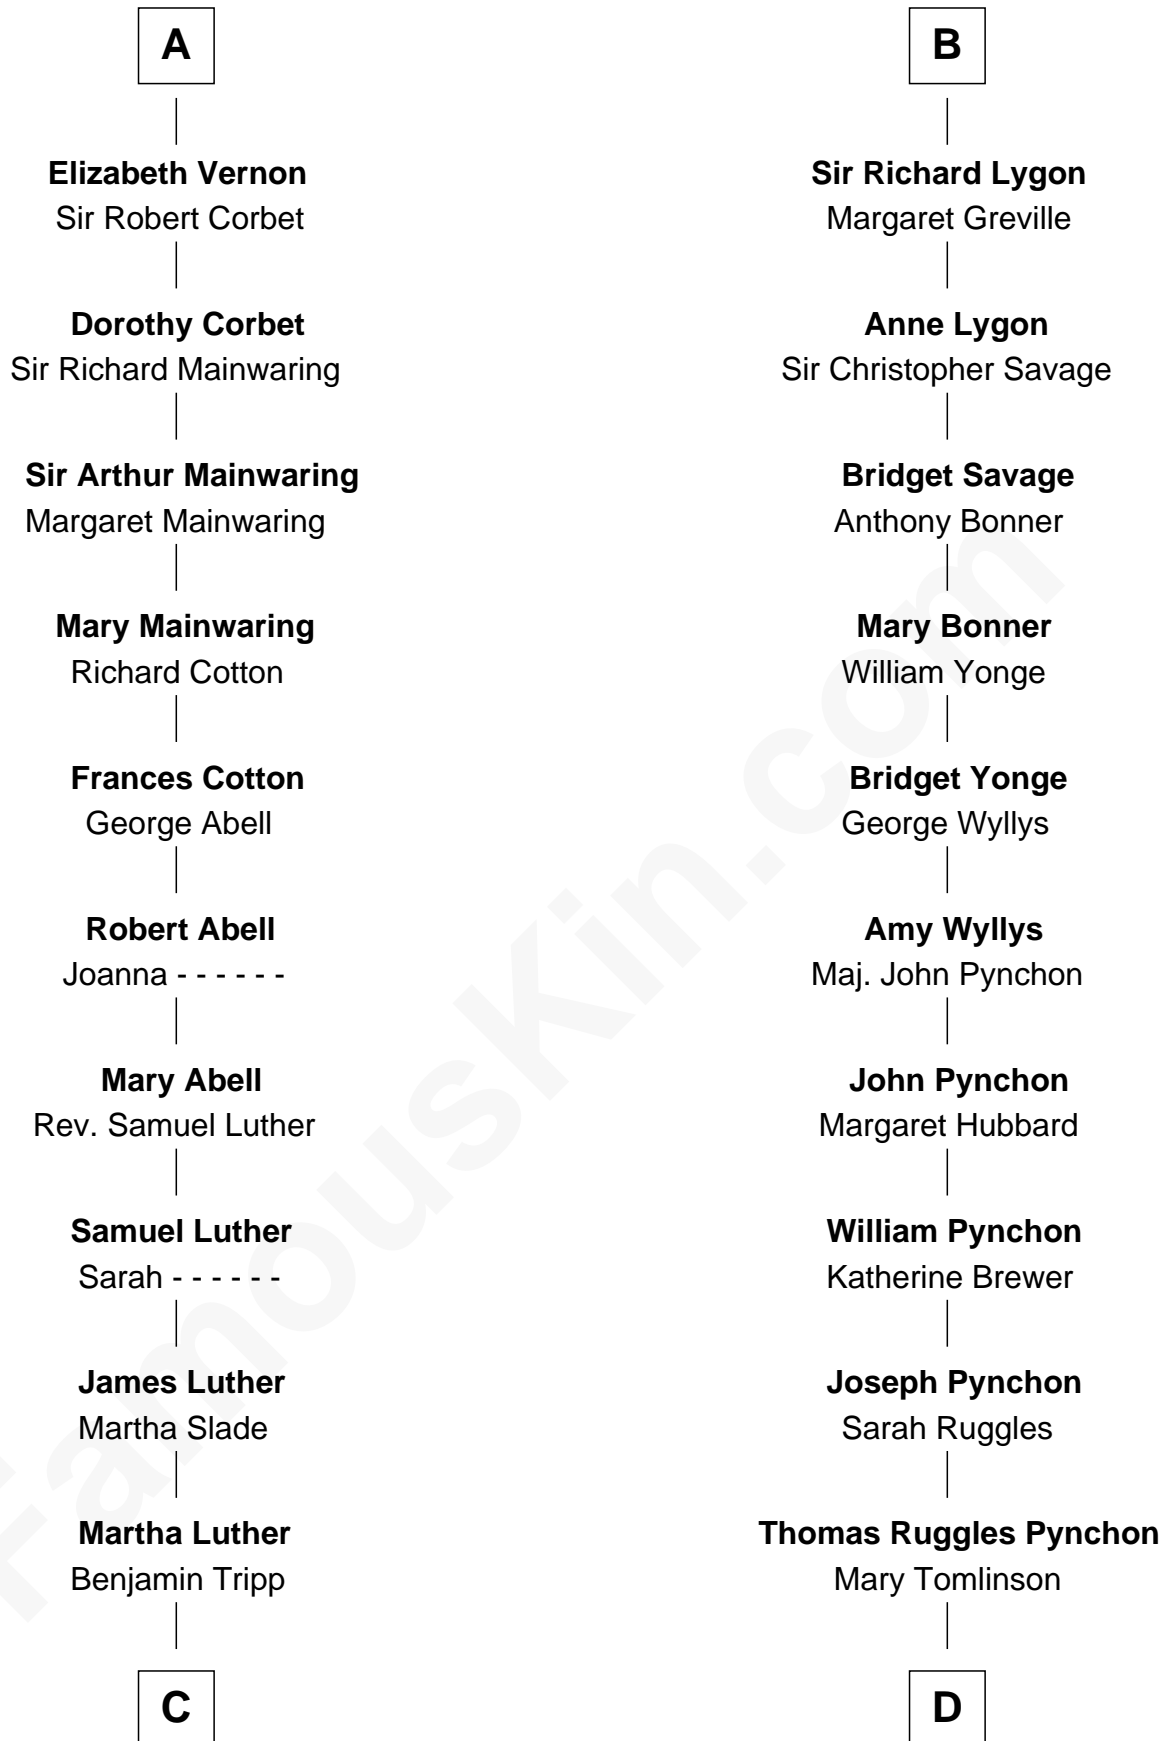 A
Elizabeth Vernon
Sir Robert Corbet
Dorothy Corbet
Sir Richard Mainwaring
Sir Arthur Mainwaring
Margaret Mainwaring
Mary Mainwaring
Richard Cotton
Frances Cotton
George Abell
Robert Abell
Joanna - - - - - -
Mary Abell
Rev. Samuel Luther
Samuel Luther
Sarah - - - - - -
James Luther
Martha Slade
Martha Luther
Benjamin Tripp
C
B
Sir Richard Lygon
Margaret Greville
Anne Lygon
Sir Christopher Savage
Bridget Savage
Anthony Bonner
Mary Bonner
William Yonge
Bridget Yonge
George Wyllys
Amy Wyllys
Maj. John Pynchon
John Pynchon
Margaret Hubbard
William Pynchon
Katherine Brewer
Joseph Pynchon
Sarah Ruggles
Thomas Ruggles Pynchon
Mary Tomlinson
D
FamousKin.com